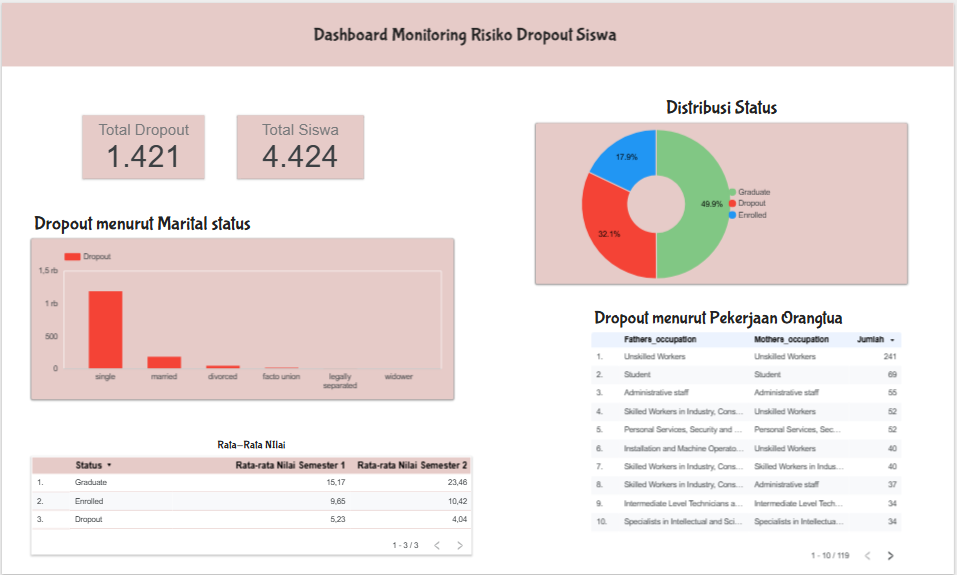 Dashboard Monitoring Risiko Dropout Siswa
Total Dropout
1.421
Total Siswa
4.424
Distribusi Status
17.9%
49.9%
32.1%
Graduate
Dropout
Enrolled
Dropout menurut Marital status
Dropout
1,5 rb
1 rb
500
0
single
married
divorced
facto union
legally
separated
widower
Dropout menurut Pekerjaan Orangtua
Fathers_occupation Mothers_occupation Jumlah
1. Unskilled Workers Unskilled Workers 241
2. Student Student 69
3. Administrative staff Administrative staff 55
4. Skilled Workers in Industry, Cons... Unskilled Workers 52
5. Personal Services, Security and ... Personal Services, Sec... 52
6. Installation and Machine Operato... Unskilled Workers 40
7. Skilled Workers in Industry, Cons... Skilled Workers in Indus... 40
8. Skilled Workers in Industry, Cons... Administrative staff 37
9. Intermediate Level Technicians a... Intermediate Level Tech... 34
10. Specialists in Intellectual and Sci... Specialists in Intellectua... 34
1 - 10 / 119
Rata-Rata NIlai
Status Rata-rata Nilai Semester 1 Rata-rata Nilai Semester 2
1. Graduate 15,17 23,46
2. Enrolled 9,65 10,42
3. Dropout 5,23 4,04
1 - 3 / 3